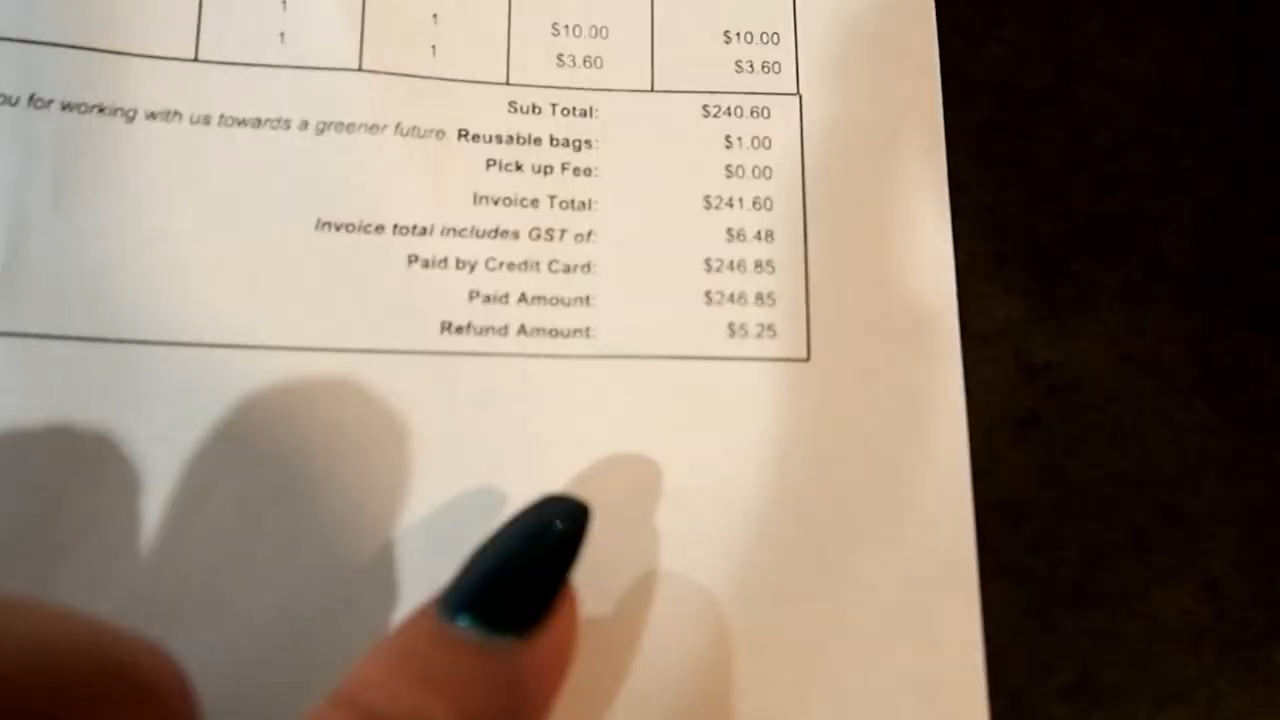 1 1 $10.00 $10.00
1 1 $3.60 $3.60
Sub Total: $240.60
ou for working with us towards a greener future. Reusable bags: $1.00
Pick up Fee: $0.00
Invoice Total: $241.60
Invoice total includes GST of: $6.48
Paid by Credit Card: $246.85
Paid Amount: $246.85
Refund Amount: $5.25